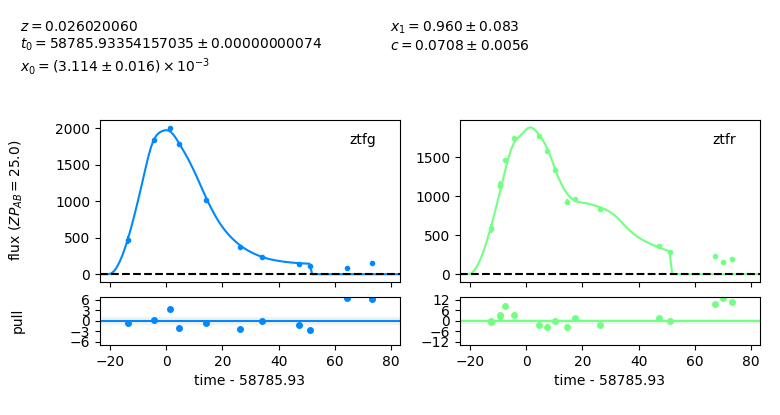 z = 0.026020060
t₀ = 58785.93354157035 ± 0.00000000074
x₀ = (3.114 ± 0.016) × 10⁻³
x₁ = 0.960 ± 0.083
c = 0.0708 ± 0.0056
flux (ZP_AB = 25.0)
2000
1500
1000
500
0
ztfg
1500
1000
500
0
ztfr
pull
6
3
0
−3
−6
−20 0 20 40 60 80
time - 58785.93
12
6
0
−6
−12
−20 0 20 40 60 80
time - 58785.93